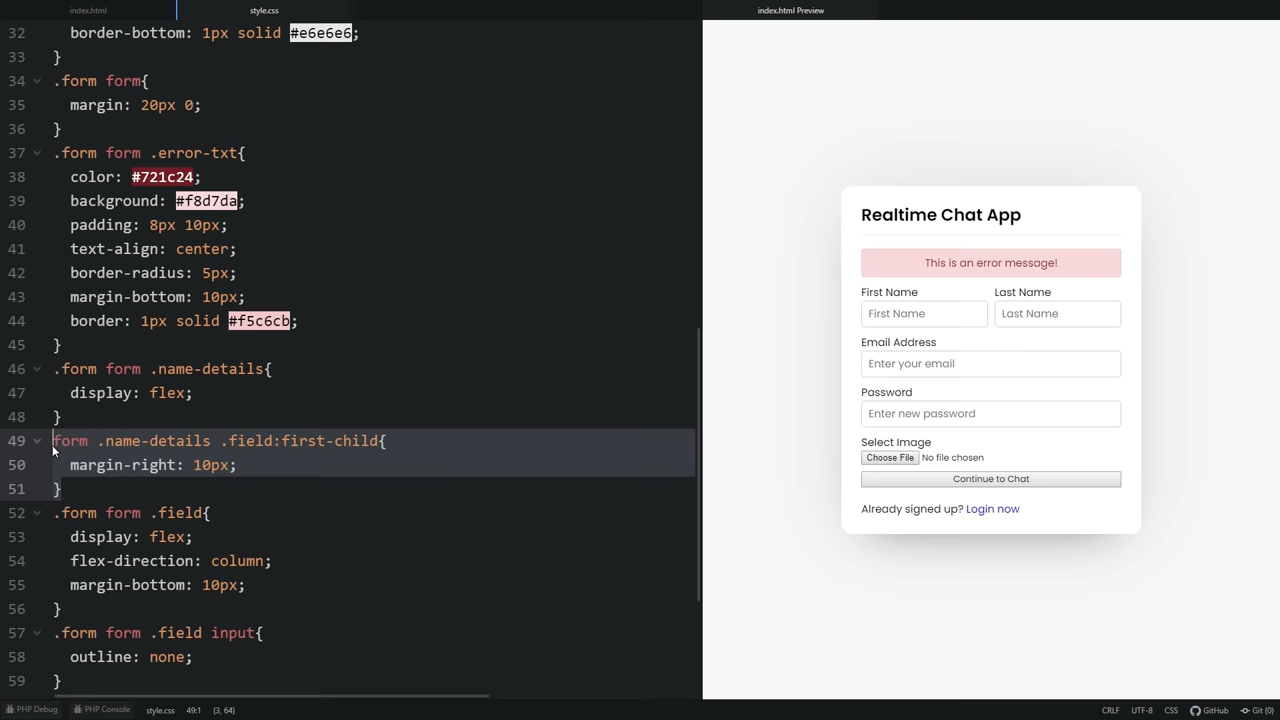 index.html
style.css
index.html Preview
32 border-bottom: 1px solid #e6e6e6;
33 }
34 .form form{
35 margin: 20px 0;
36 }
37 .form form .error-txt{
38 color: #721c24;
39 background: #f8d7da;
40 padding: 8px 10px;
41 text-align: center;
42 border-radius: 5px;
43 margin-bottom: 10px;
44 border: 1px solid #f5c6cb;
45 }
46 .form form .name-details{
47 display: flex;
48 }
49 form .name-details .field:first-child{
50 margin-right: 10px;
51 }
52 .form form .field{
53 display: flex;
54 flex-direction: column;
55 margin-bottom: 10px;
56 }
57 .form form .field input{
58 outline: none;
59 }
Realtime Chat App
This is an error message!
First Name Last Name
First Name Last Name
Email Address
Enter your email
Password
Enter new password
Select Image
Choose File No file chosen
Continue to Chat
Already signed up? Login now
PHP Debug PHP Console style.css 49:1 (3, 64) CRLF UTF-8 CSS GitHub Git (0)